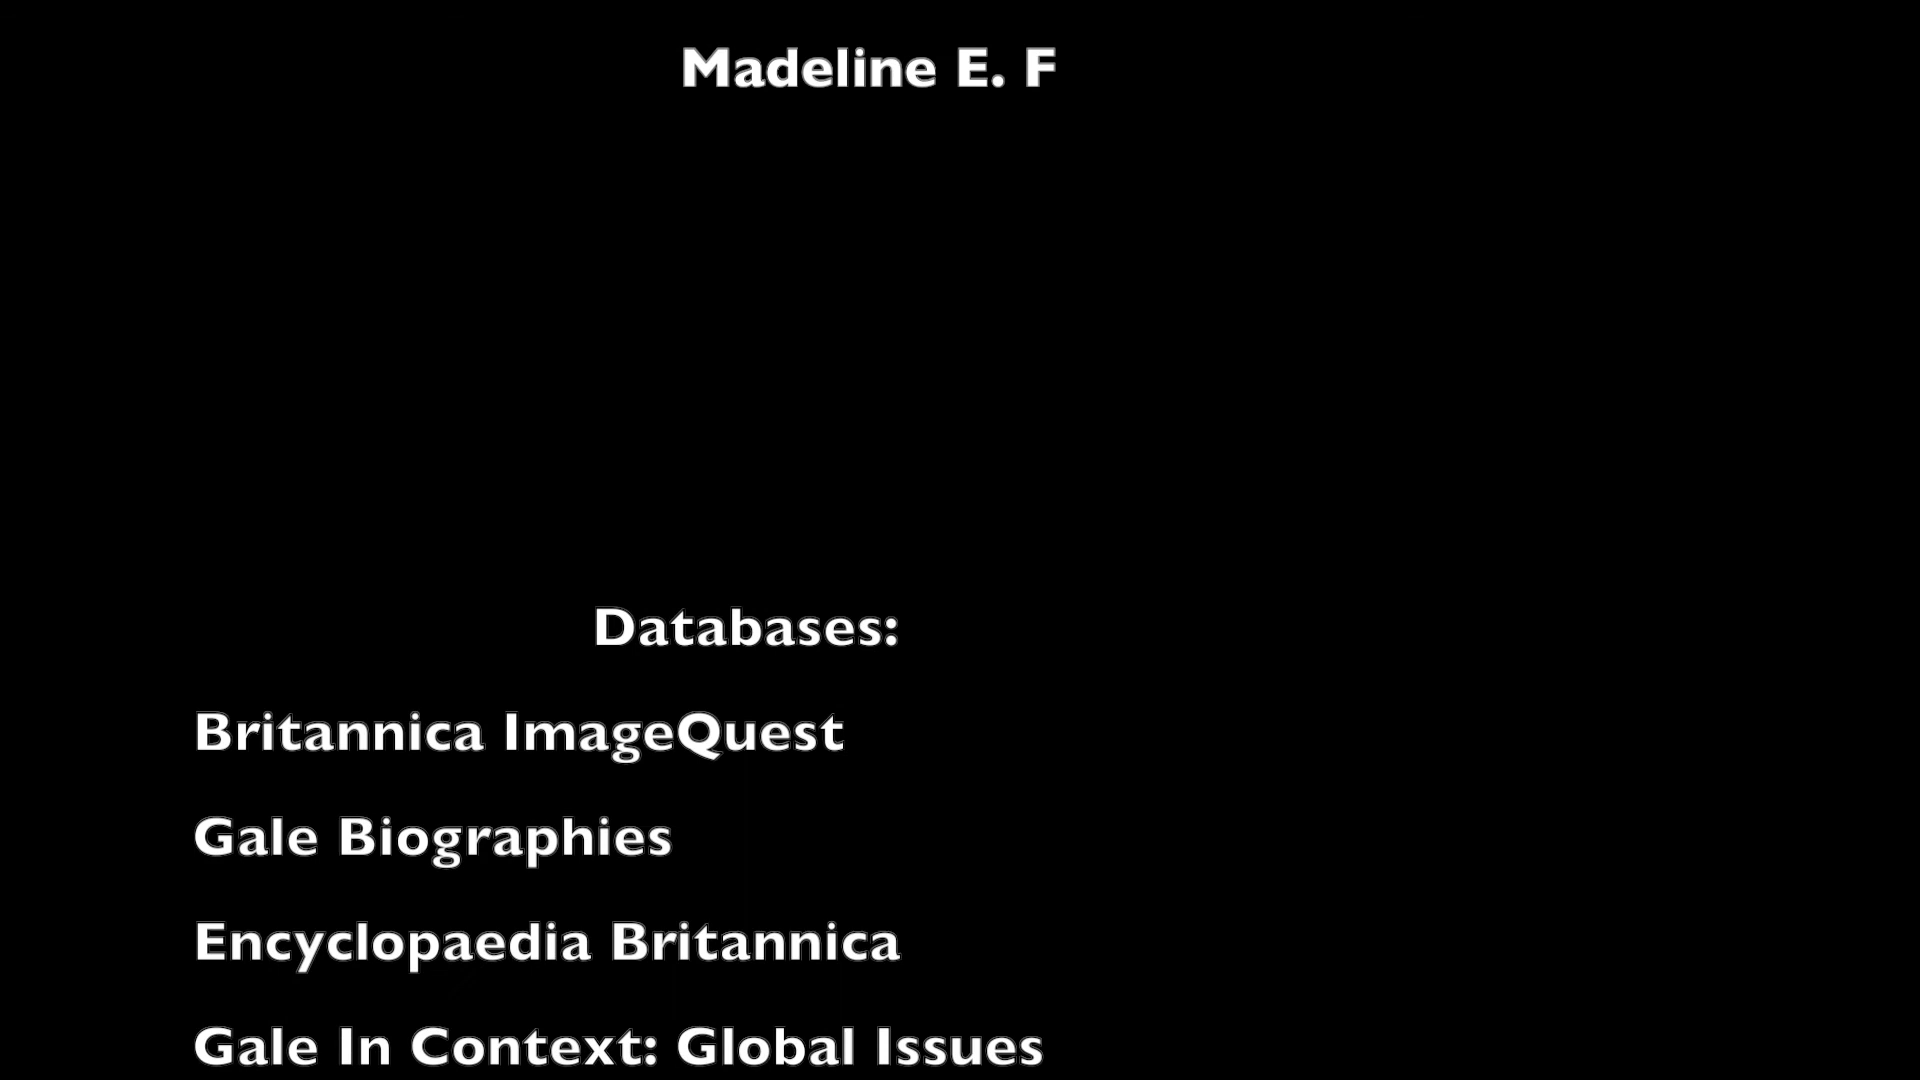 Madeline E. F
Databases:
Britannica ImageQuest
Gale Biographies
Encyclopaedia Britannica
Gale In Context: Global Issues